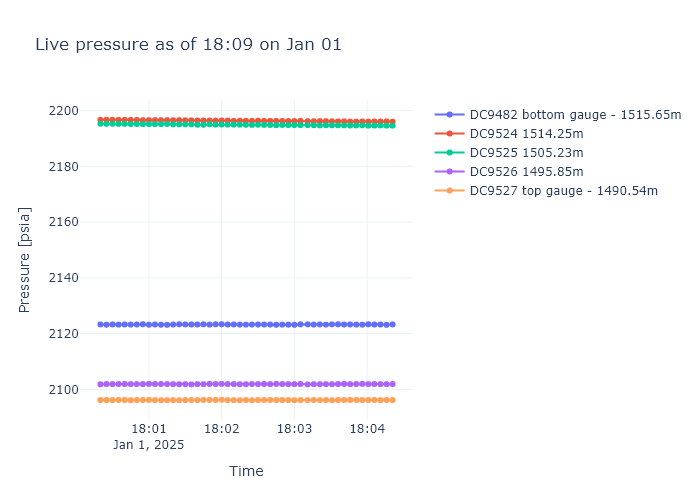 Live pressure as of 18:09 on Jan 01
Pressure [psia]
2200
2180
2160
2140
2120
2100
18:01
Jan 1, 2025
18:02
18:03
18:04
Time
DC9482 bottom gauge - 1515.65m
DC9524 1514.25m
DC9525 1505.23m
DC9526 1495.85m
DC9527 top gauge - 1490.54m